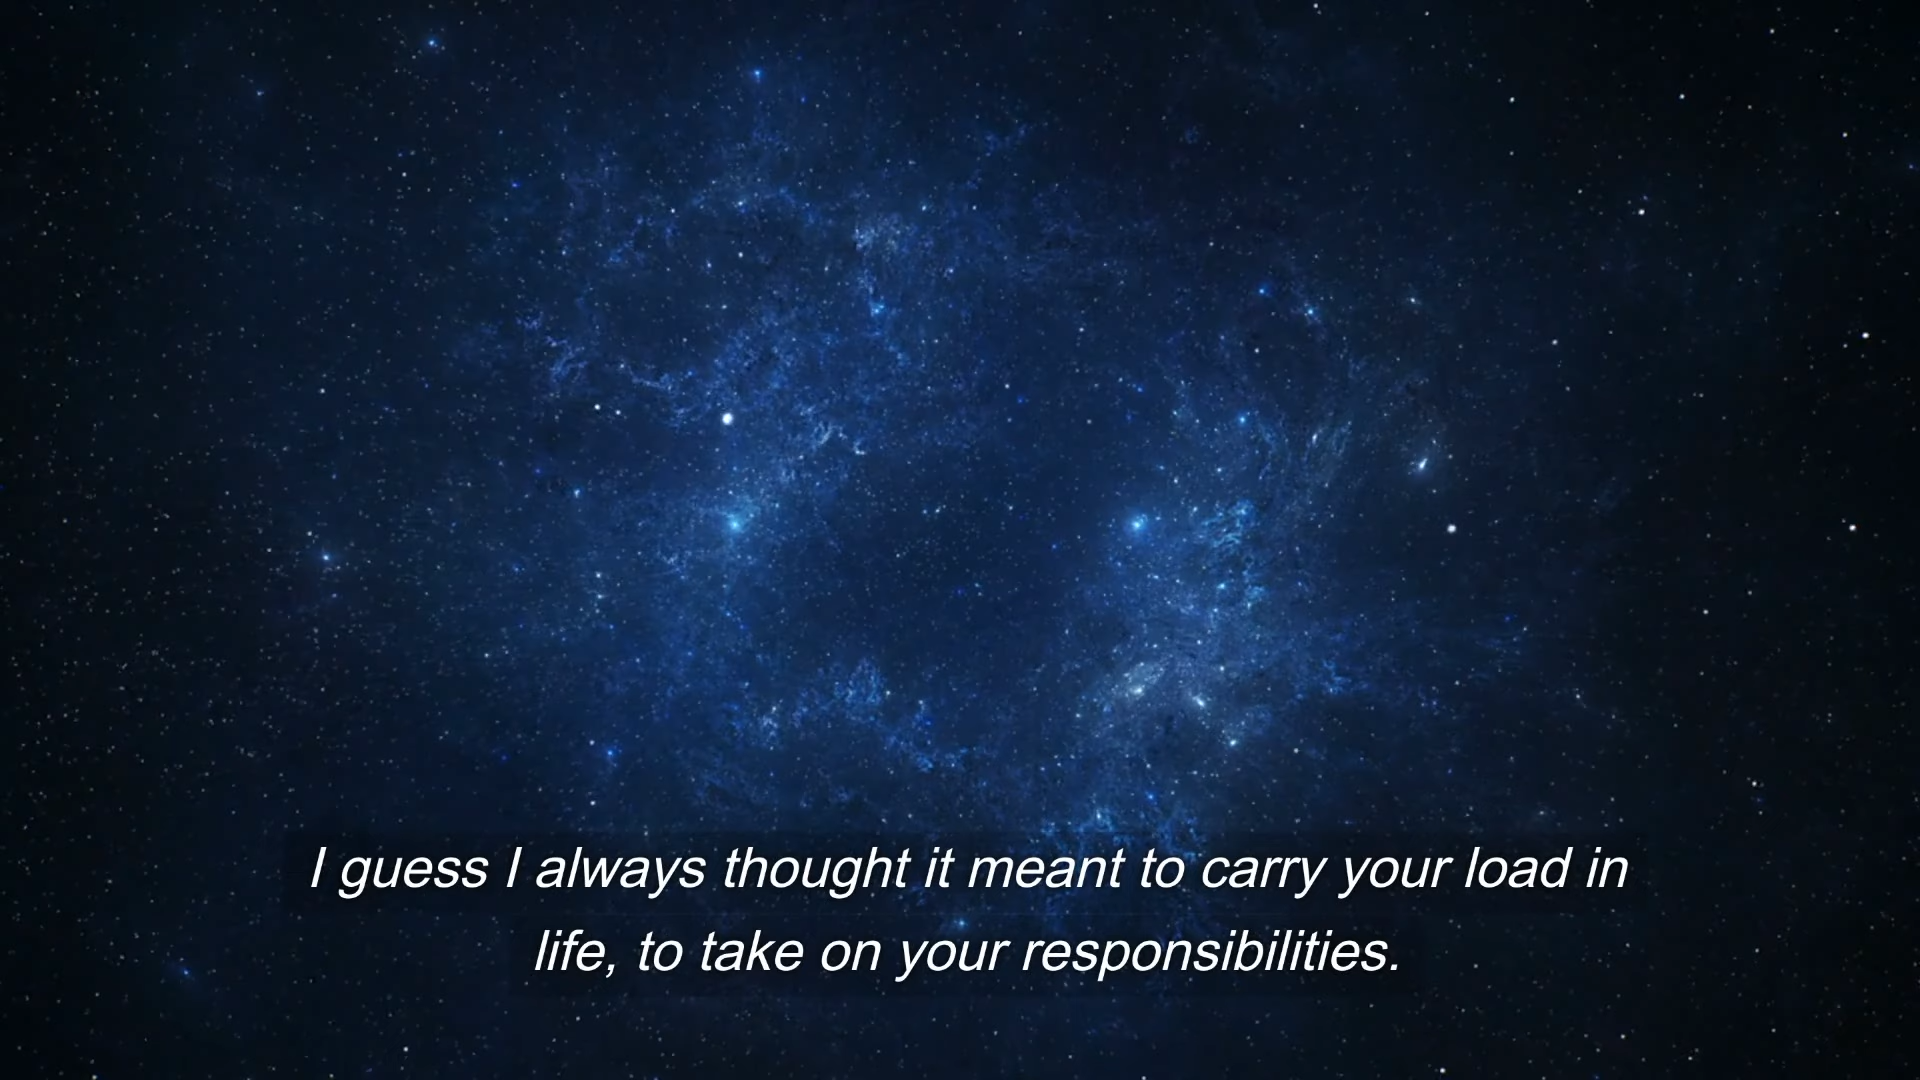 I guess I always thought it meant to carry your load in
life, to take on your responsibilities.